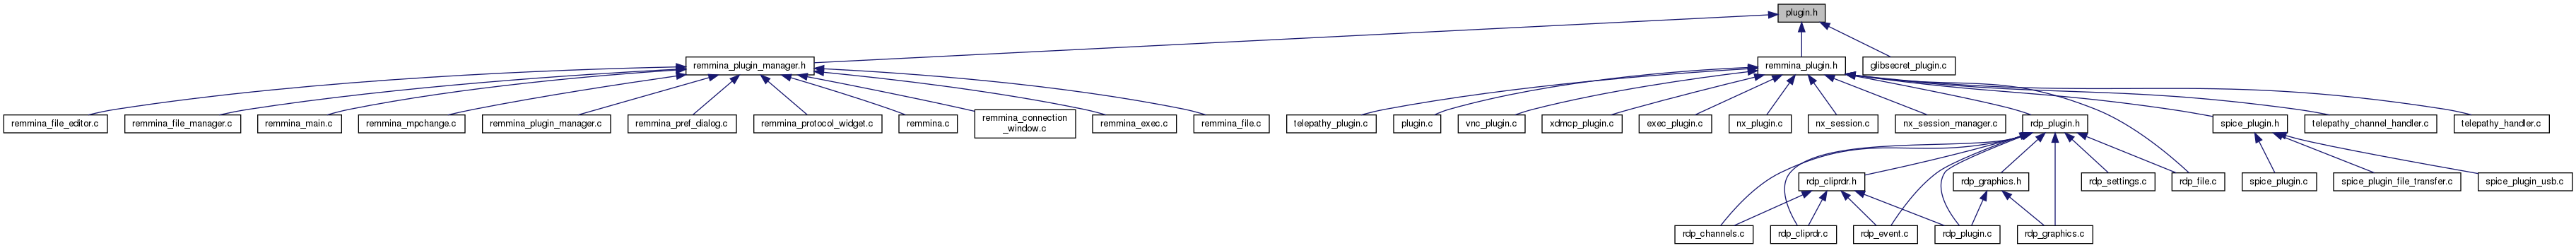 plugin.h
remmina_plugin_manager.h
remmina_plugin.h
glibsecret_plugin.c
remmina_file_editor.c
remmina_file_manager.c
remmina_main.c
remmina_mpchange.c
remmina_plugin_manager.c
remmina_pref_dialog.c
remmina_protocol_widget.c
remmina.c
remmina_connection
_window.c
remmina_exec.c
remmina_file.c
telepathy_plugin.c
plugin.c
vnc_plugin.c
xdmcp_plugin.c
exec_plugin.c
nx_plugin.c
nx_session.c
nx_session_manager.c
rdp_plugin.h
spice_plugin.h
telepathy_channel_handler.c
telepathy_handler.c
rdp_cliprdr.h
rdp_graphics.h
rdp_settings.c
rdp_file.c
spice_plugin.c
spice_plugin_file_transfer.c
spice_plugin_usb.c
rdp_channels.c
rdp_cliprdr.c
rdp_event.c
rdp_plugin.c
rdp_graphics.c